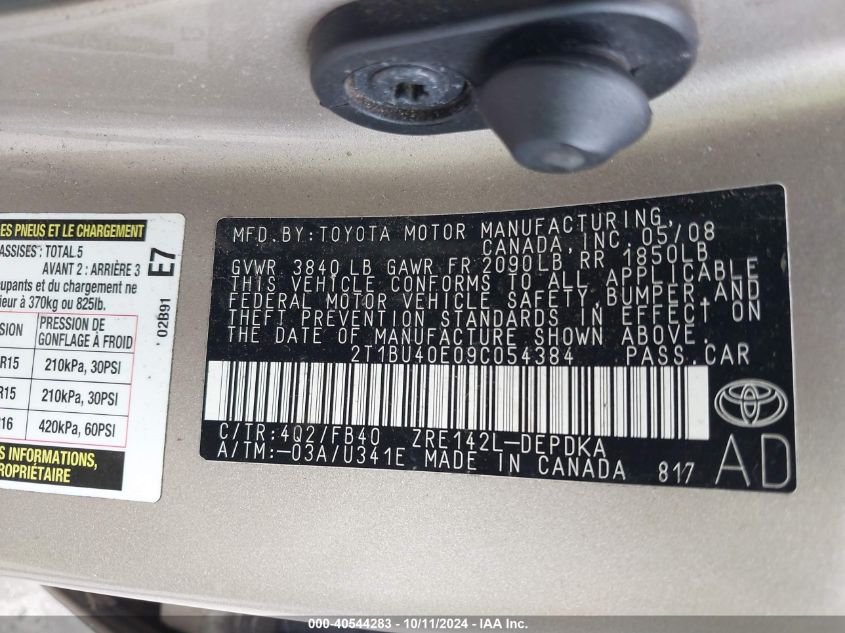 LES PNEUS ET LE CHARGEMENT
ASSISES : TOTAL 5
AVANT 2 : ARRIÈRE 3
cupants et du chargement ne
ieur à 370kg ou 825lb.
E7
'02B91
SION
PRESSION DE
GONFLAGE À FROID
R15 210kPa, 30PSI
R15 210kPa, 30PSI
16 420kPa, 60PSI
S INFORMATIONS,
PROPRIÉTAIRE
MFD.BY:TOYOTA MOTOR MANUFACTURING,
CANADA, INC. 05/08
GVWR 3840 LB GAWR FR 2090LB, RR 1850LB
THIS VEHICLE CONFORMS TO ALL APPLICABLE
FEDERAL MOTOR VEHICLE SAFETY,BUMPER,AND
THEFT PREVENTION STANDARDS IN EFFECT ON
THE DATE OF MANUFACTURE SHOWN ABOVE.
2T1BU40E09C054384 PASS.CAR
C/TR:4Q2/FB40 ZRE142L-DEPDKA
A/TM:-03A/U341E MADE IN CANADA 817
AD
000-40544283 - 10/11/2024 - Copyright © 2024 IAA, Inc.